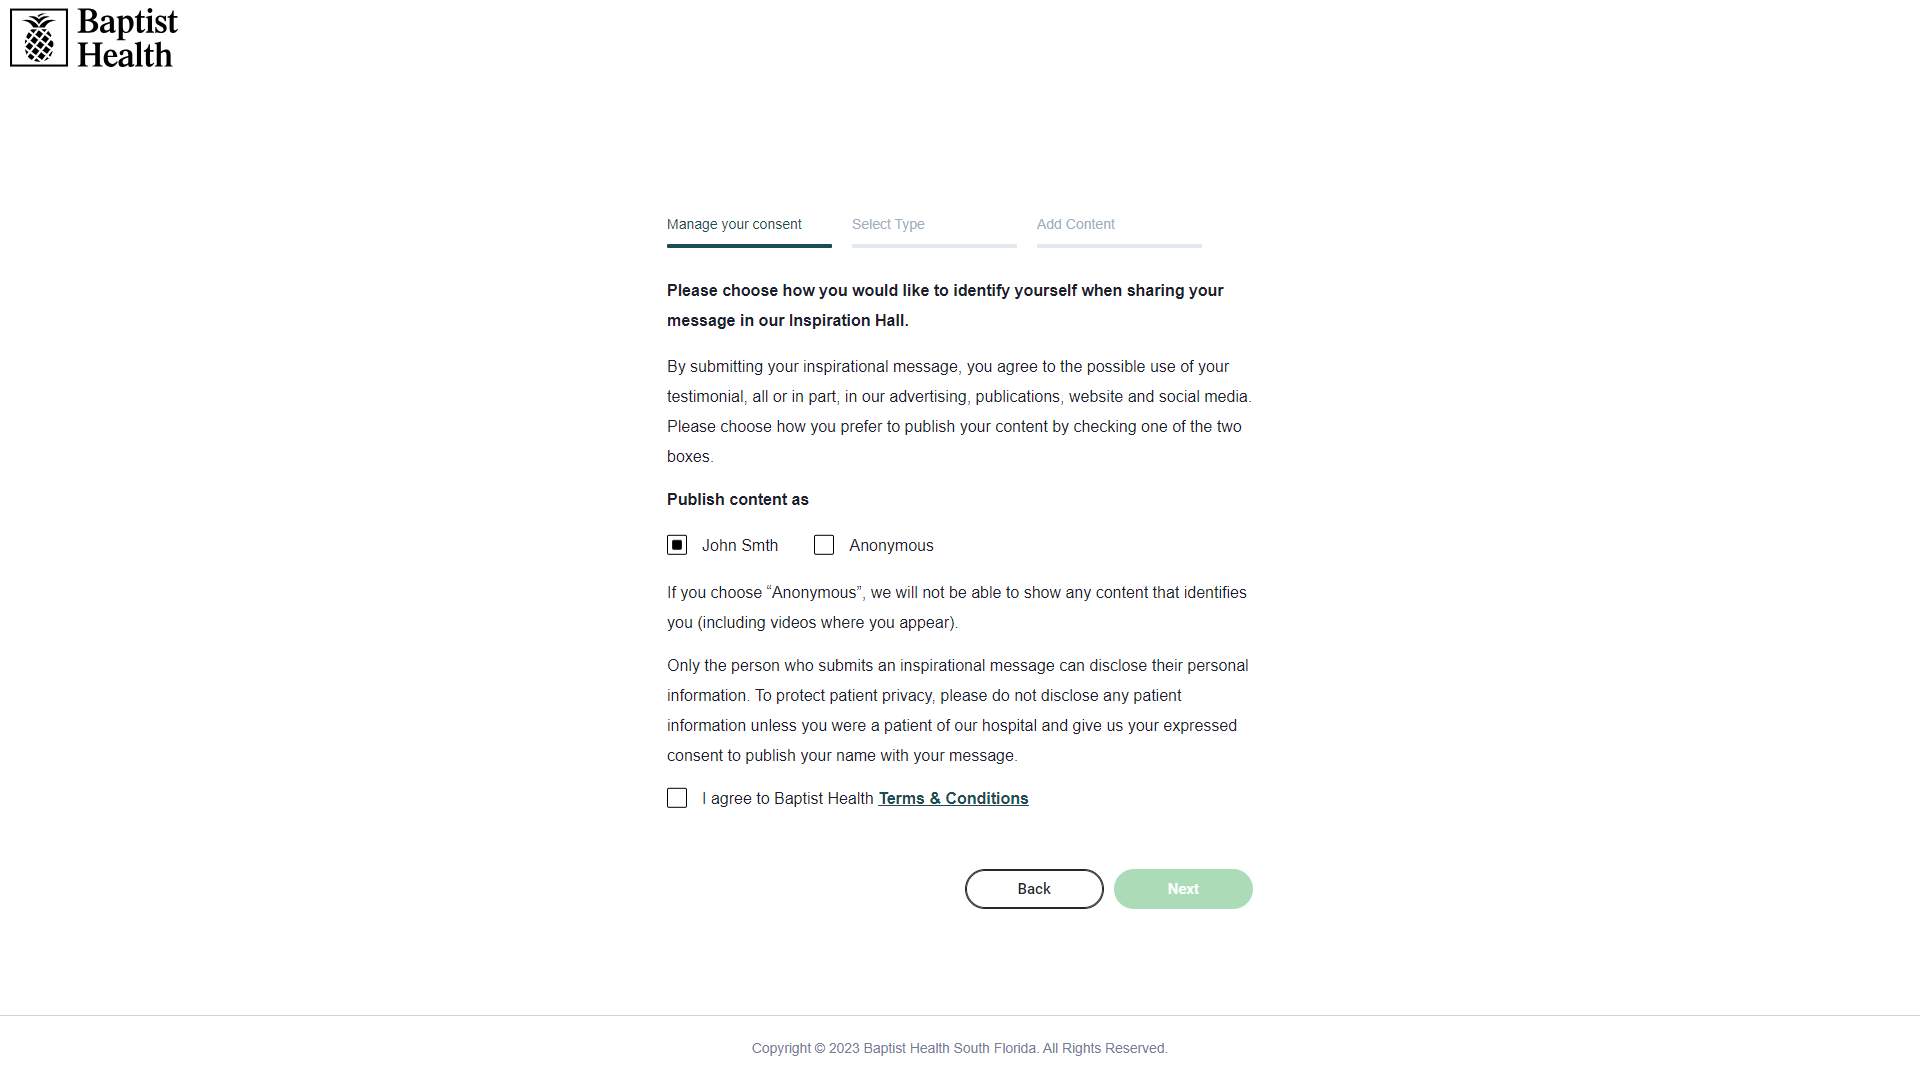 Baptist
Health
Manage your consent
Select Type
Add Content
Please choose how you would like to identify yourself when sharing your
message in our Inspiration Hall.
By submitting your inspirational message, you agree to the possible use of your
testimonial, all or in part, in our advertising, publications, website and social media.
Please choose how you prefer to publish your content by checking one of the two
boxes.
Publish content as
John Smth
Anonymous
If you choose “Anonymous”, we will not be able to show any content that identifies
you (including videos where you appear).
Only the person who submits an inspirational message can disclose their personal
information. To protect patient privacy, please do not disclose any patient
information unless you were a patient of our hospital and give us your expressed
consent to publish your name with your message.
I agree to Baptist Health Terms & Conditions
Back
Next
Copyright © 2023 Baptist Health South Florida. All Rights Reserved.